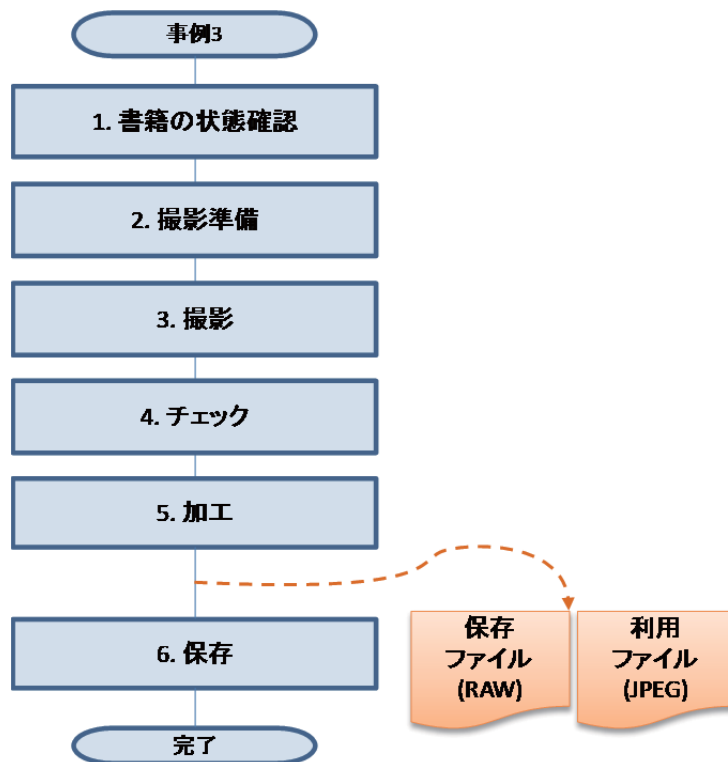 事例3
1. 書籍の状態確認
2. 撮影準備
3. 撮影
4. チェック
5. 加工
保存
ファイル
(RAW)
利用
ファイル
(JPEG)
6. 保存
完了